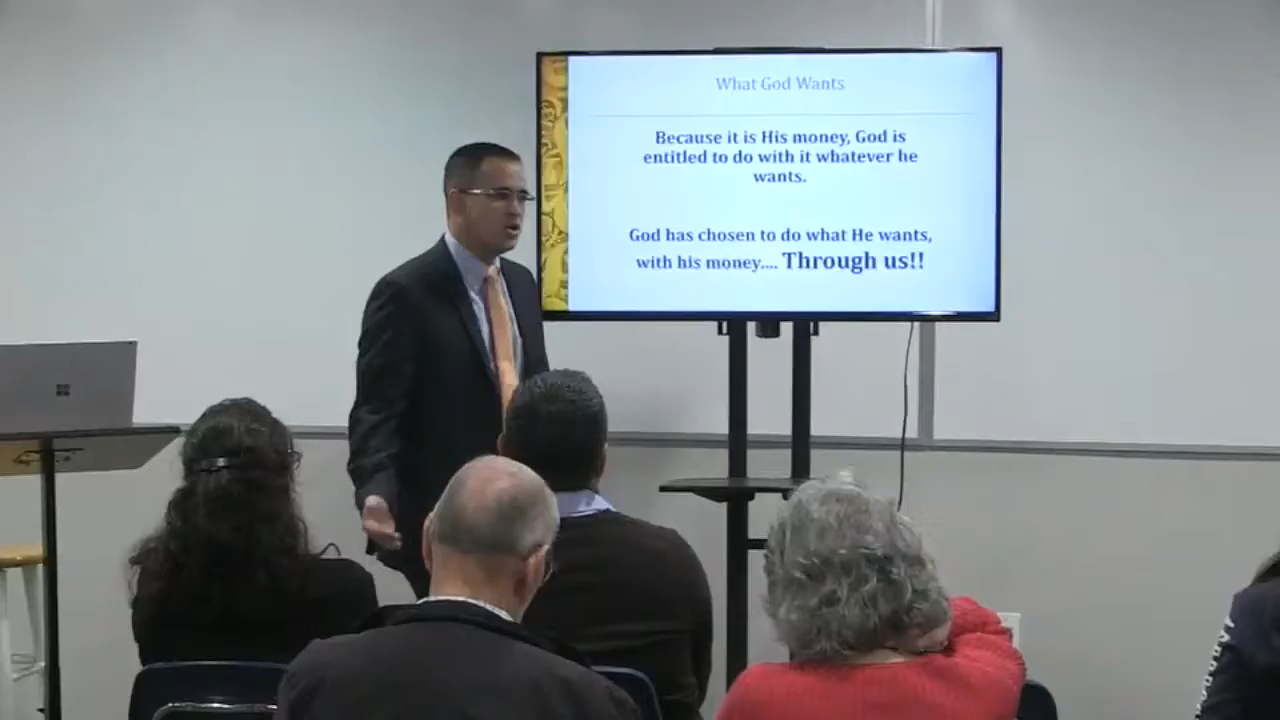 What God Wants
Because it is His money, God is
entitled to do with it whatever he
wants.
God has chosen to do what He wants,
with his money.... Through us!!